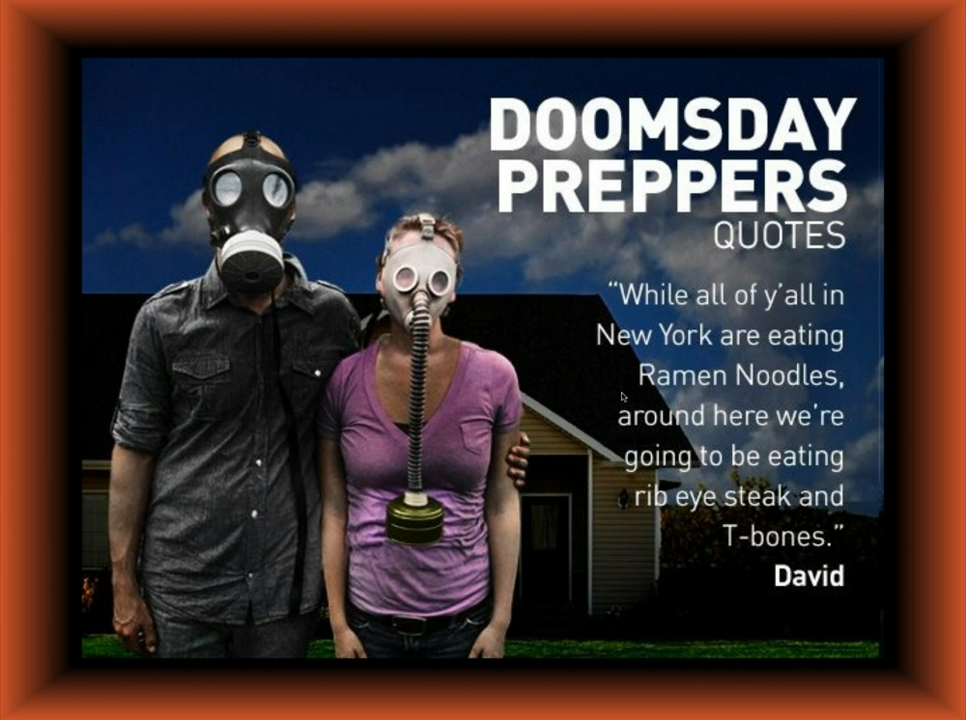 DOOMSDAY
PREPPERS
QUOTES
“While all of y’all in
New York are eating
Ramen Noodles,
around here we’re
going to be eating
rib eye steak and
T-bones.”
David